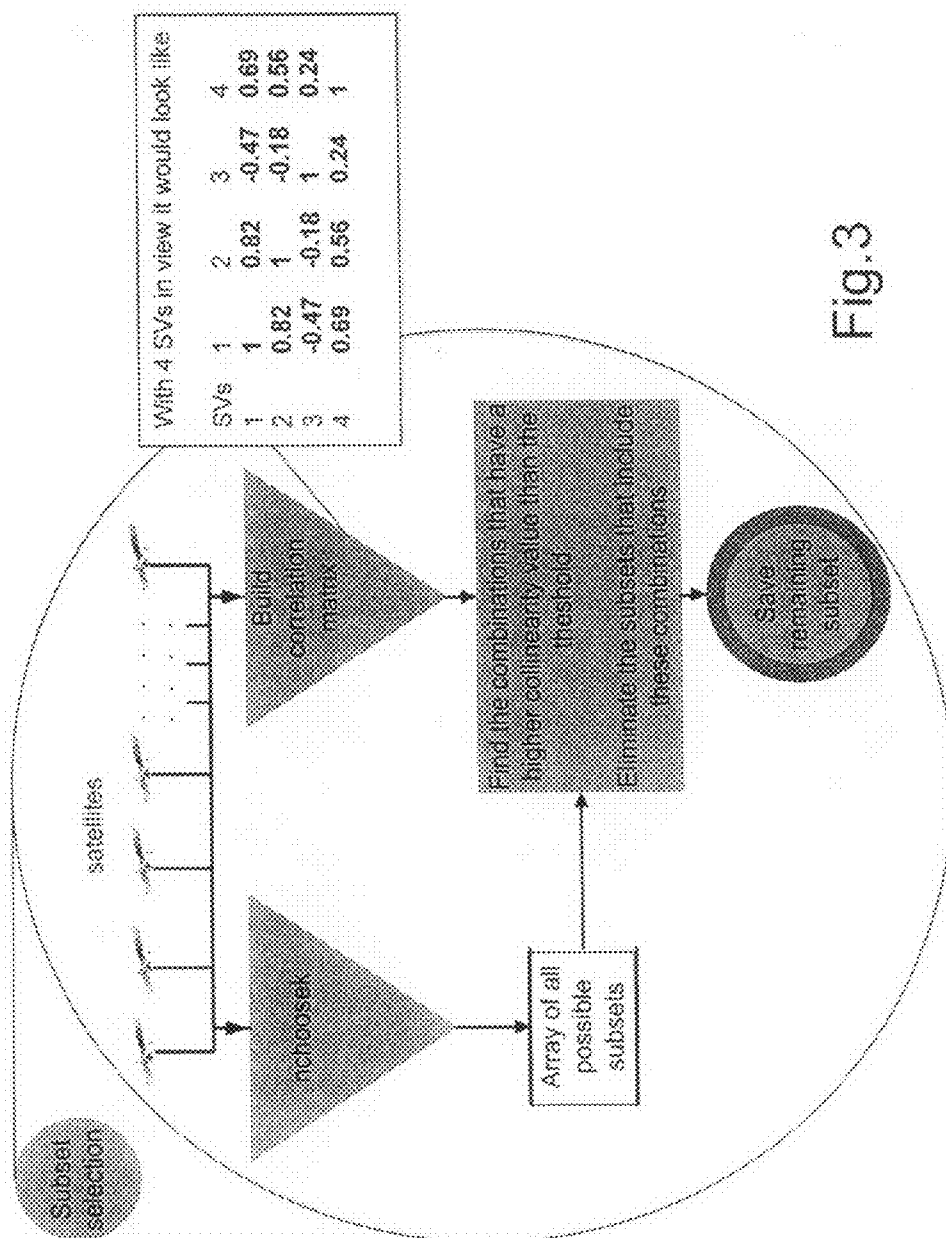 Subset
selection
satellites
nchoosek
Build
correlation
matrix
With 4 SVs in view it would look like
SVs 1 2 3 4
1 1 0.82 -0.47 0.69
2 0.82 1 -0.18 0.56
3 -0.47 -0.18 1 0.24
4 0.69 0.56 0.24 1
Array of all
possible
subsets
Find the combinations that have a
higher collinearity value than the
theshold
Eliminate the subsets that include
these combinations
Save
remaining
subset
Fig.3